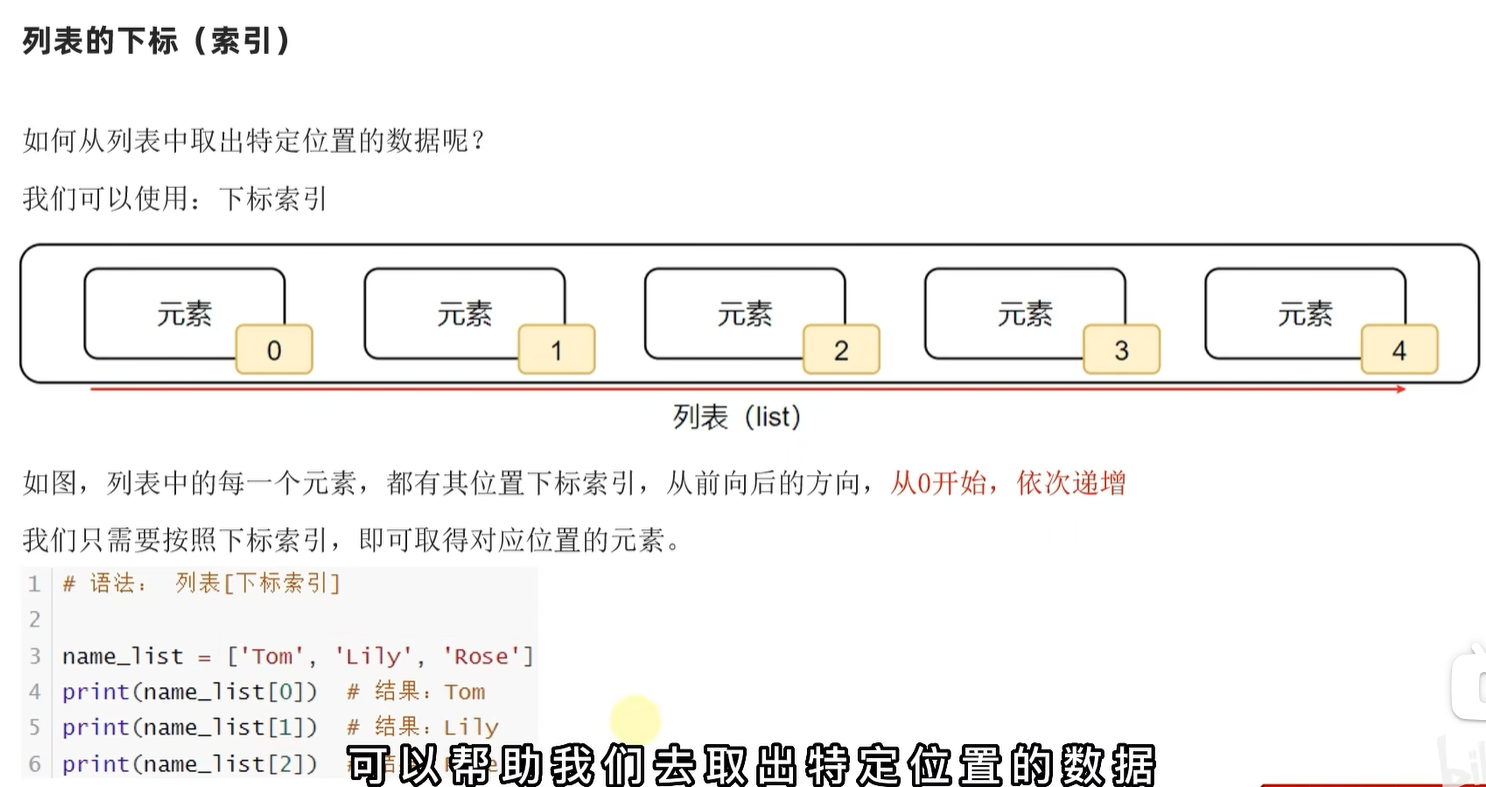 列表的下标（索引）
如何从列表中取出特定位置的数据呢？
我们可以使用：下标索引
元素 元素 元素 元素 元素
0 1 2 3 4
列表（list）
如图，列表中的每一个元素，都有其位置下标索引，从前向后的方向，从0开始，依次递增
我们只需要按照下标索引，即可取得对应位置的元素。
1 # 语法： 列表[下标索引]
2
3 name_list = ['Tom', 'Lily', 'Rose']
4 print(name_list[0]) # 结果：Tom
5 print(name_list[1]) # 结果：Lily
6 print(name_list[2])
可以帮助我们去取出特定位置的数据